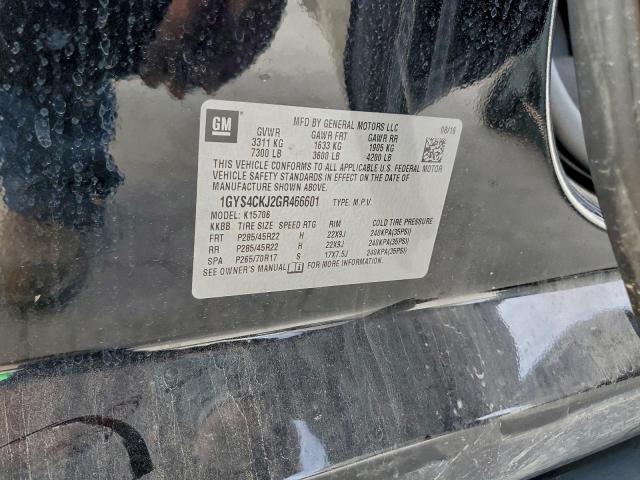 GM
MFD BY GENERAL MOTORS LLC 08/16
GVWR GAWR FRT GAWR RR
3311 KG 1633 KG 1905 KG
7300 LB 3600 LB 4200 LB
THIS VEHICLE CONFORMS TO ALL APPLICABLE U.S. FEDERAL MOTOR
VEHICLE SAFETY STANDARDS IN EFFECT ON THE DATE OF
MANUFACTURE SHOWN ABOVE.
1GYS4CKJ2GR466601 TYPE: M.P.V.
MODEL: K15706
KKBB TIRE SIZE SPEED RTG RIM COLD TIRE PRESSURE
FRT P285/45R22 H 22X9J 240KPA(35PSI)
RR P285/45R22 H 22X9J 240KPA(35PSI)
SPA P265/70R17 S 17X7.5J 240KPA(35PSI)
SEE OWNER'S MANUAL FOR MORE INFORMATION.